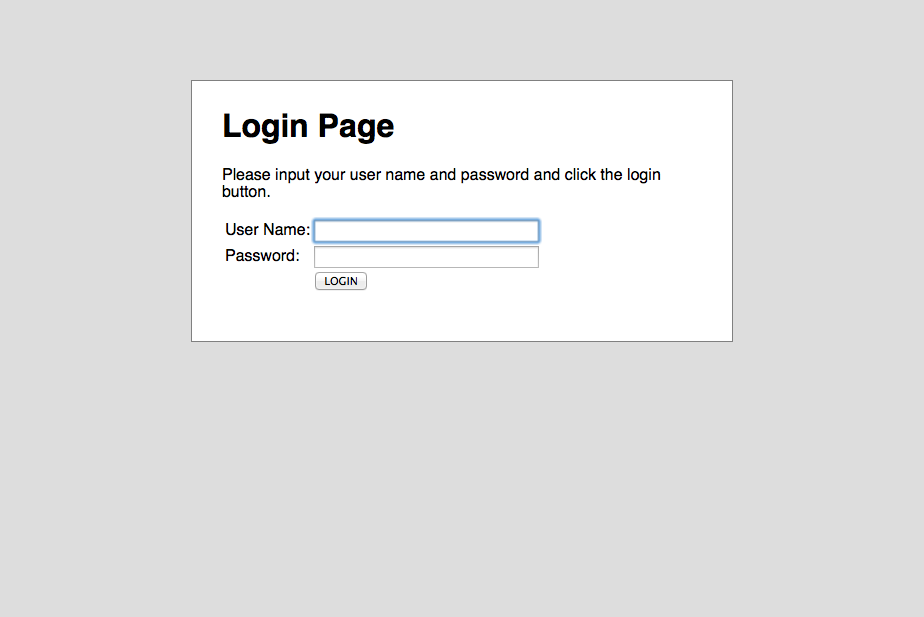 Login Page
Please input your user name and password and click the login
button.
User Name:
Password:
LOGIN